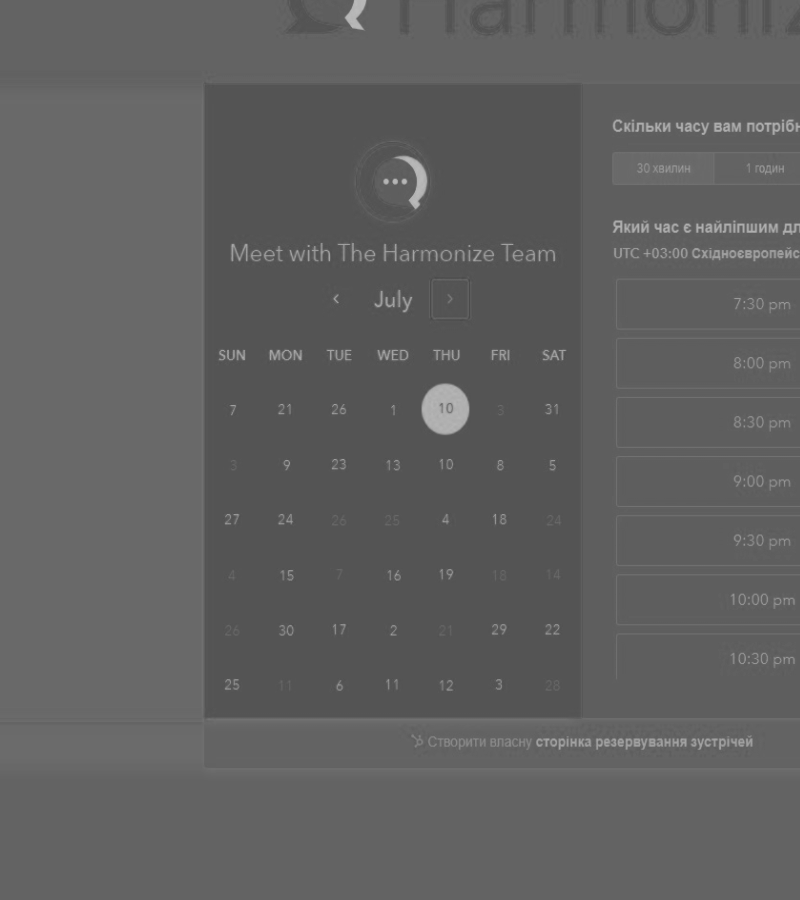 Harmoniz
Meet with The Harmonize Team
July
SUN MON TUE WED THU FRI SAT
7 21 26 1 10 3 31
3 9 23 13 10 8 5
27 24 26 25 4 18 24
4 15 7 16 19 18 14
26 30 17 2 21 29 22
25 11 6 11 12 3 28
Скільки часу вам потрібн
30 хвилин 1 годин
Який час є найліпшим дл
UTC +03:00 Східноєвропейс
7:30 pm
8:00 pm
8:30 pm
9:00 pm
9:30 pm
10:00 pm
10:30 pm
Створити власну сторінка резервування зустрічей